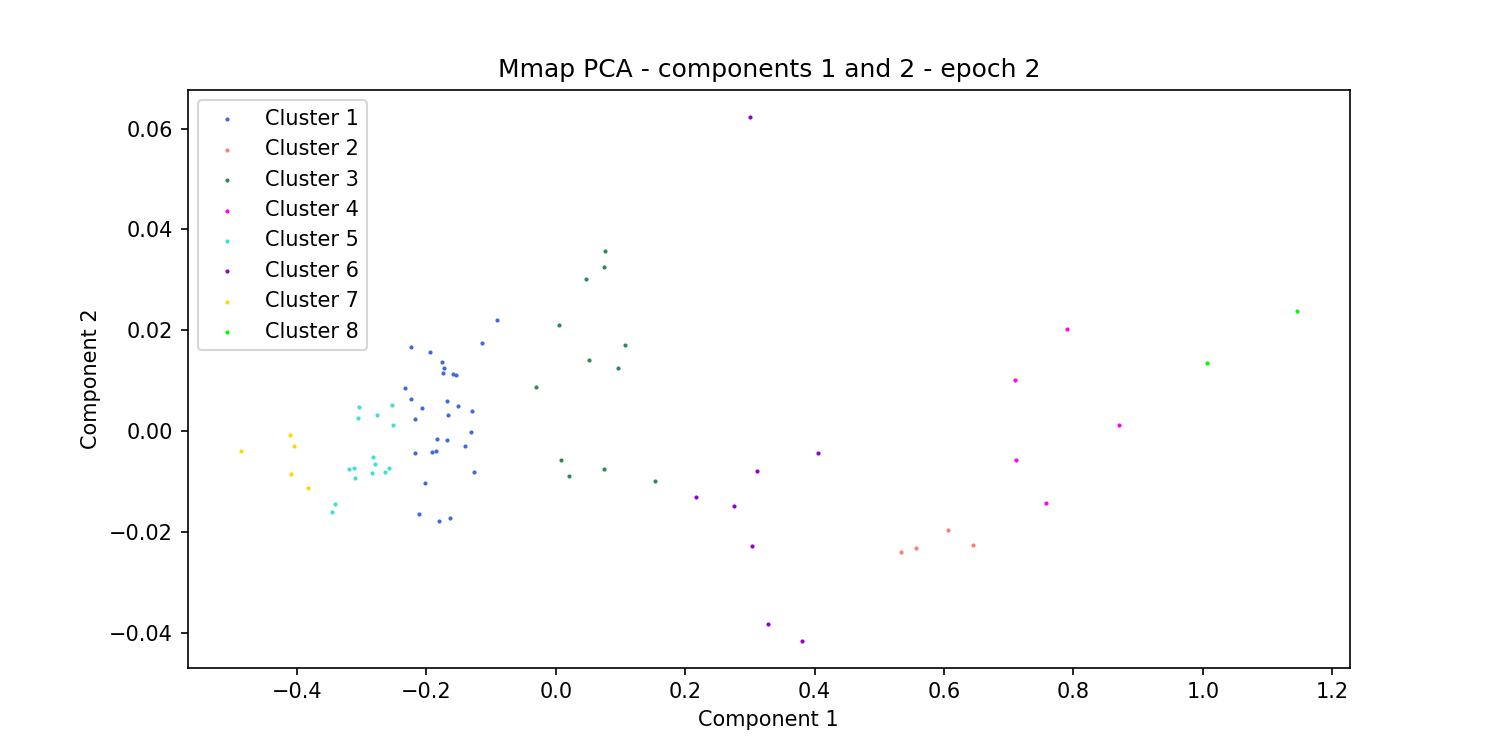 Mmap PCA - components 1 and 2 - epoch 2
Cluster 1
Cluster 2
Cluster 3
Cluster 4
Cluster 5
Cluster 6
Cluster 7
Cluster 8
0.06
0.04
0.02
0.00
−0.02
−0.04
Component 2
−0.4
−0.2
0.0
0.2
0.4
0.6
0.8
1.0
1.2
Component 1